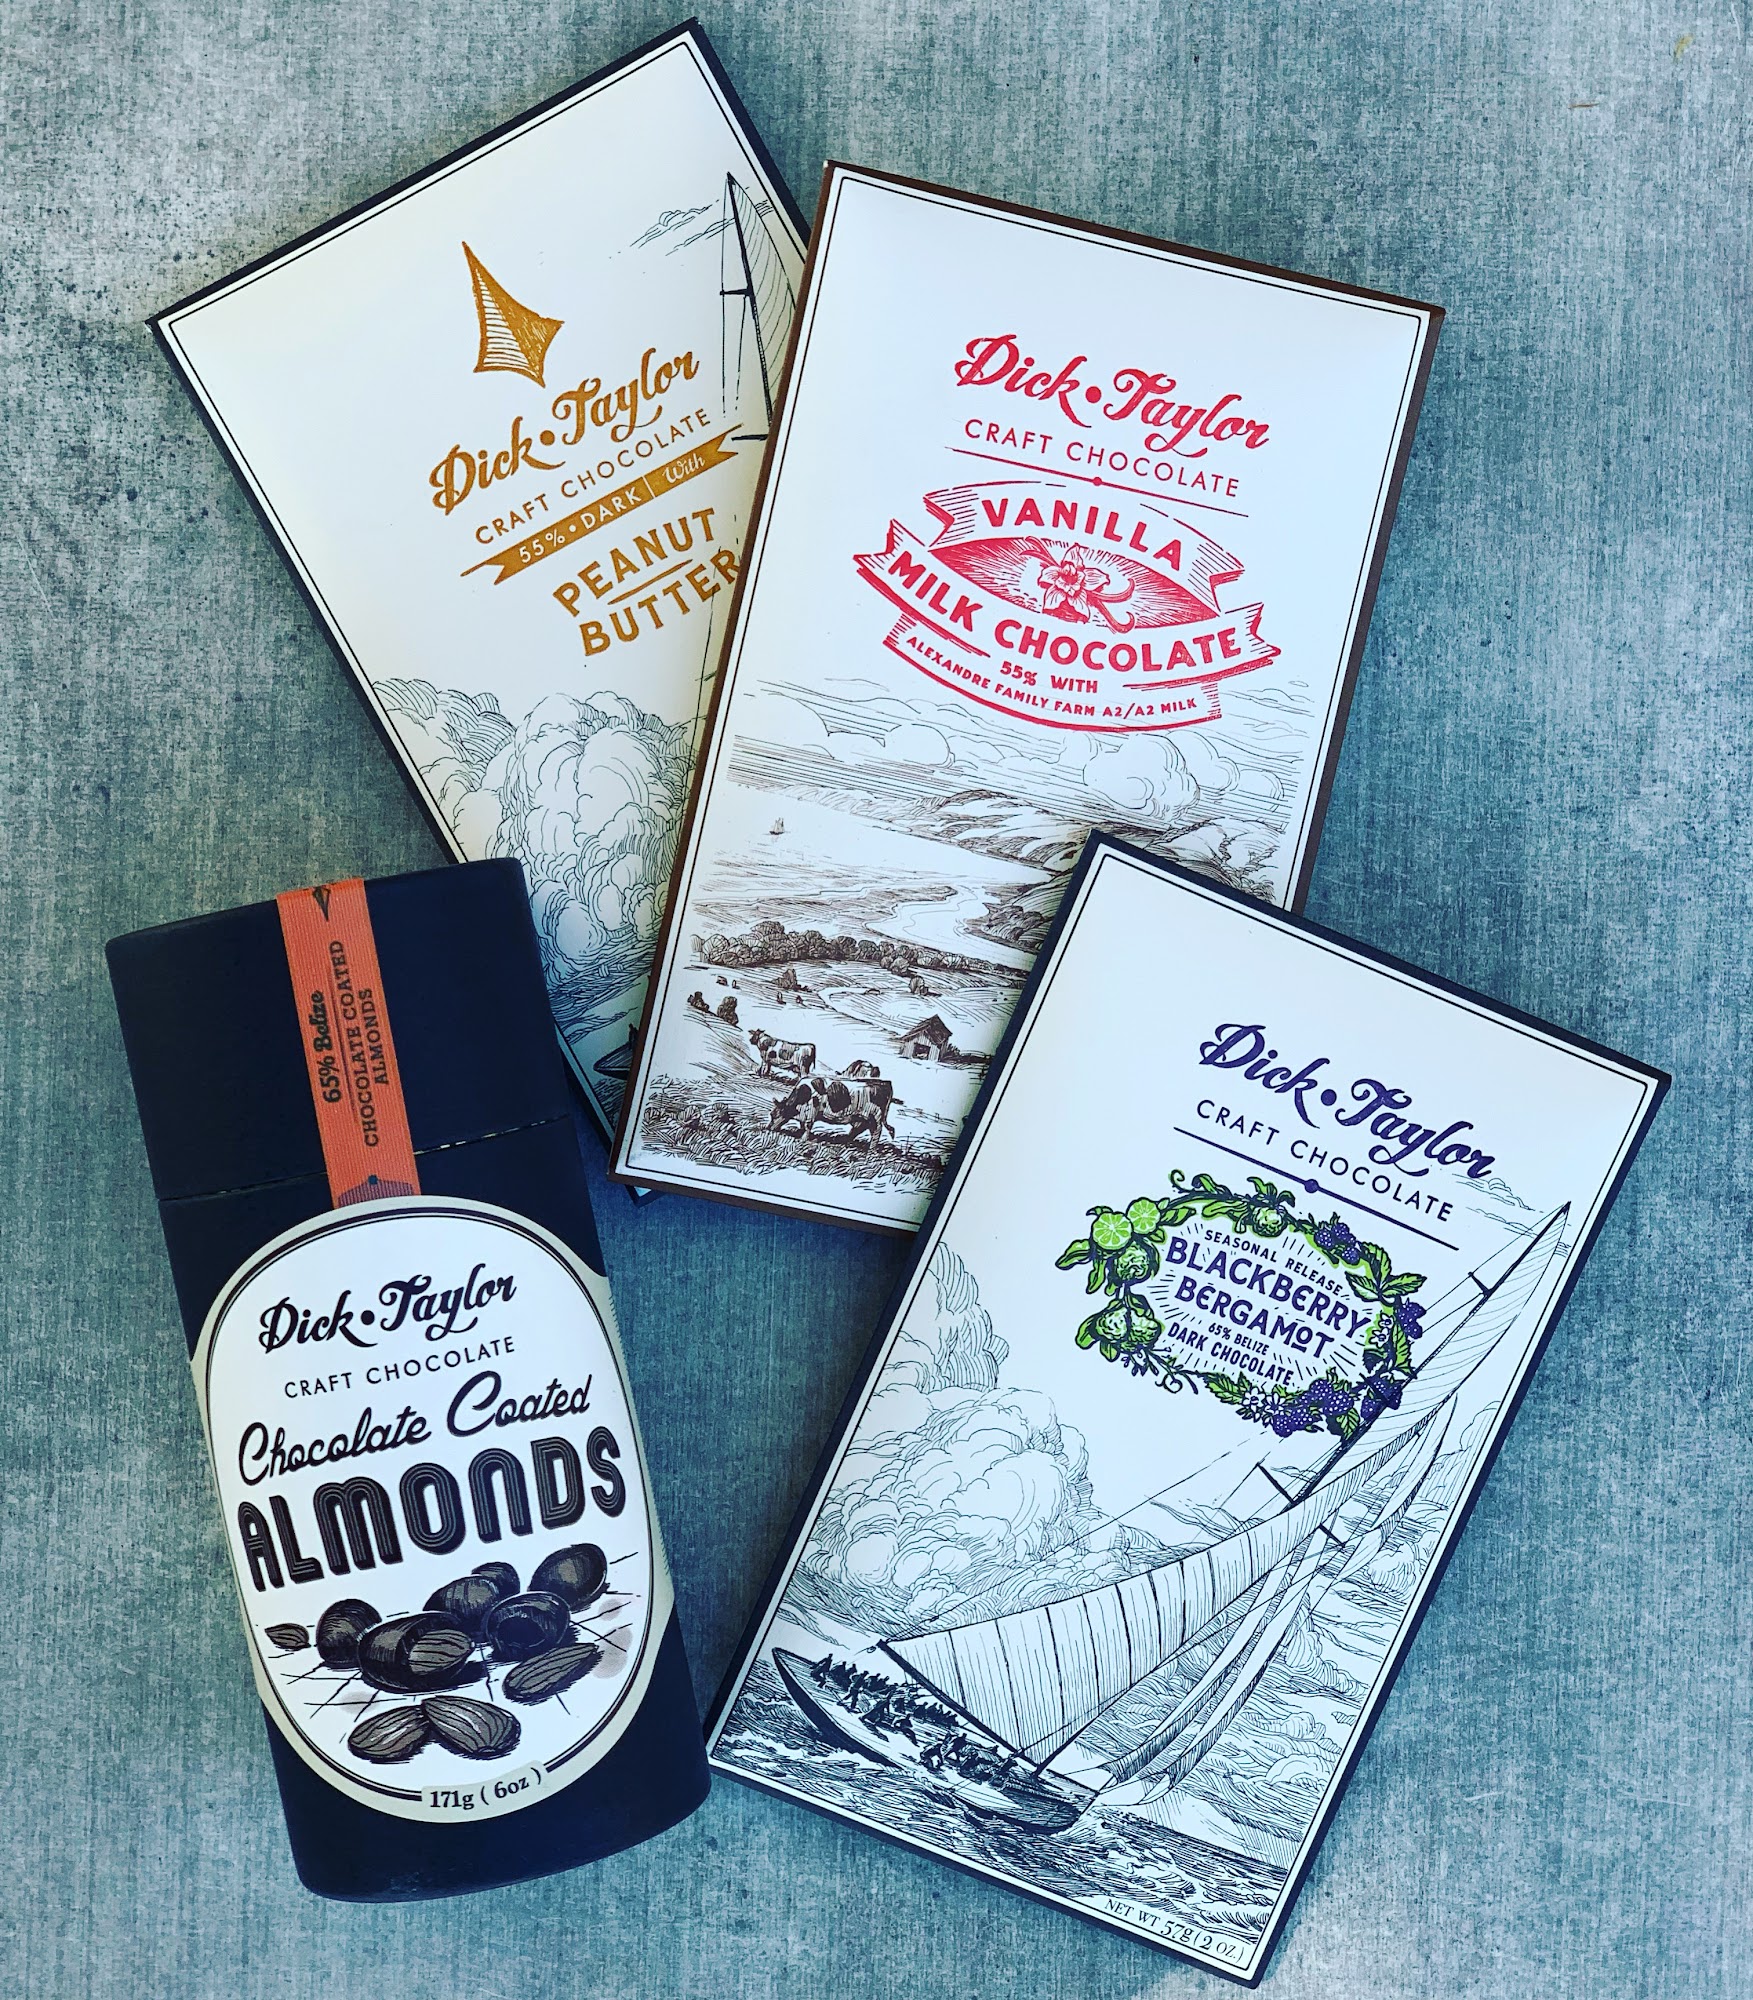 Dick•Taylor
CRAFT CHOCOLATE
55%•DARK | With
PEANUT
BUTTER
Dick•Taylor
CRAFT CHOCOLATE
VANILLA
MILK CHOCOLATE
55% WITH
ALEXANDRE FAMILY FARM A2/A2 MILK
65% Belize
CHOCOLATE COATED
ALMONDS
Dick•Taylor
CRAFT CHOCOLATE
Chocolate Coated
ALMONDS
171g ( 6oz )
Dick•Taylor
CRAFT CHOCOLATE
SEASONAL RELEASE
BLACKBERRY
BERGAMOT
65% BELIZE
DARK CHOCOLATE
NET WT 57g (2 OZ.)